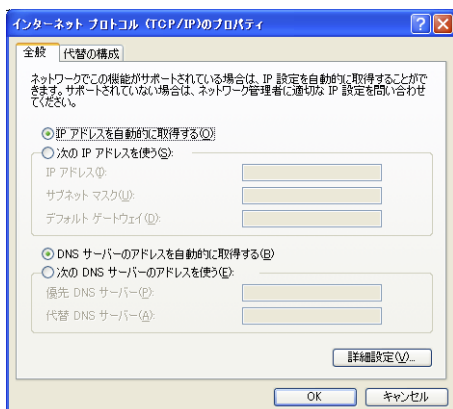 インターネット プロトコル (TCP/IP)のプロパティ
全般
代替の構成
ネットワークでこの機能がサポートされている場合は、IP 設定を自動的に取得することがで
きます。サポートされていない場合は、ネットワーク管理者に適切な IP 設定を問い合わせ
てください。
IP アドレスを自動的に取得する(O)
次の IP アドレスを使う(S):
IP アドレス(I):
サブネット マスク(U):
デフォルト ゲートウェイ(D):
DNS サーバーのアドレスを自動的に取得する(B)
次の DNS サーバーのアドレスを使う(E):
優先 DNS サーバー(P):
代替 DNS サーバー(A):
詳細設定(V)...
OK
キャンセル